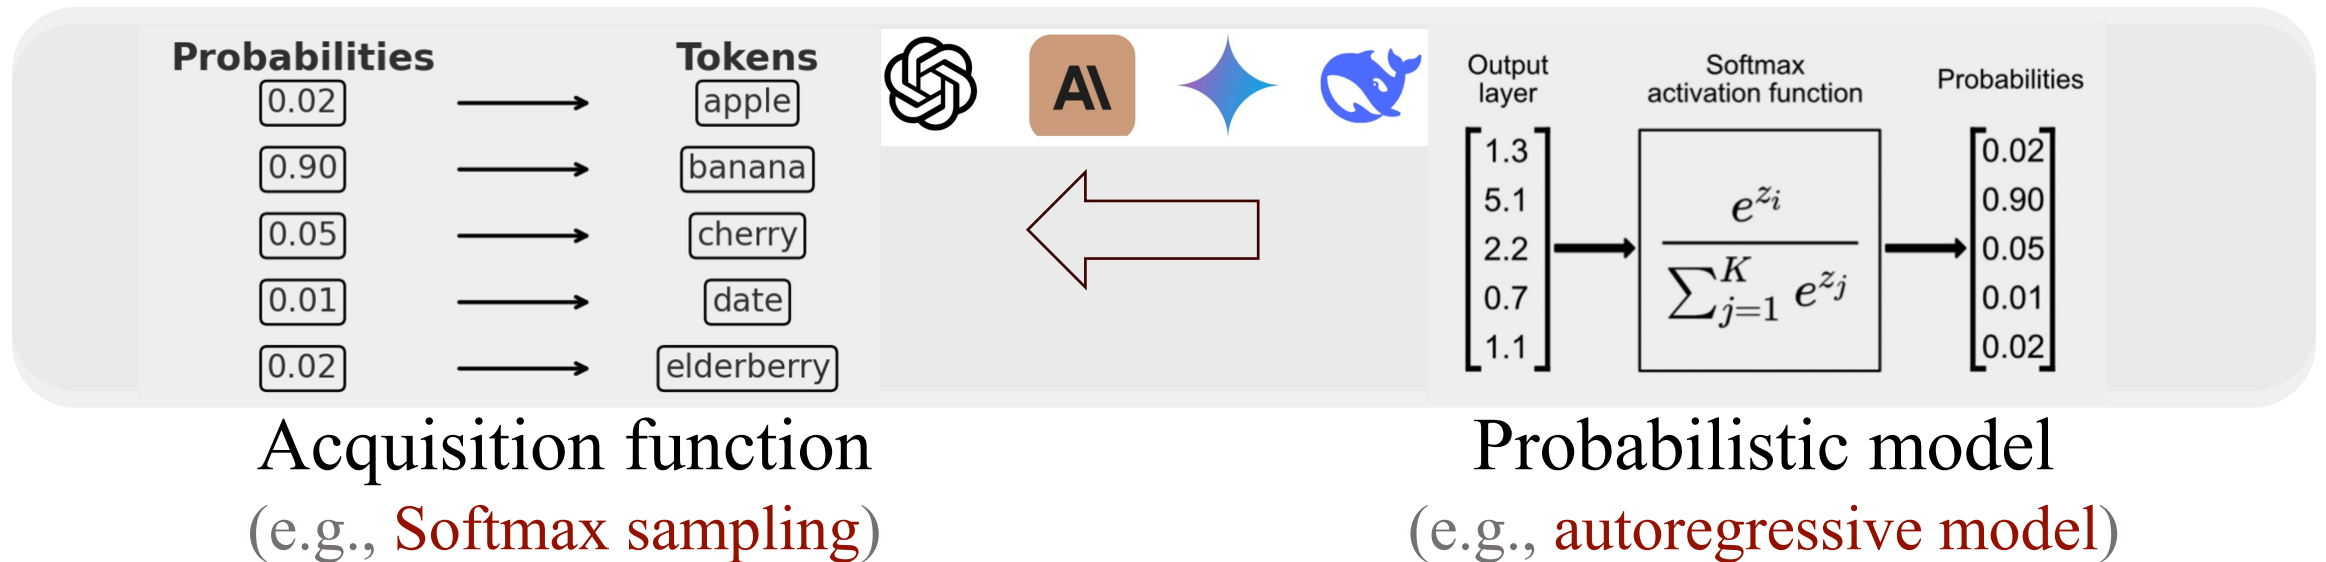 Probabilities Tokens
0.02 apple
0.90 banana
0.05 cherry
0.01 date
0.02 elderberry
A\
Output
layer
Softmax
activation function
Probabilities
1.3
5.1
2.2
0.7
1.1
e^{z_i}
∑_{j=1}^{K} e^{z_j}
0.02
0.90
0.05
0.01
0.02
Acquisition function
(e.g., Softmax sampling)
Probabilistic model
(e.g., autoregressive model)